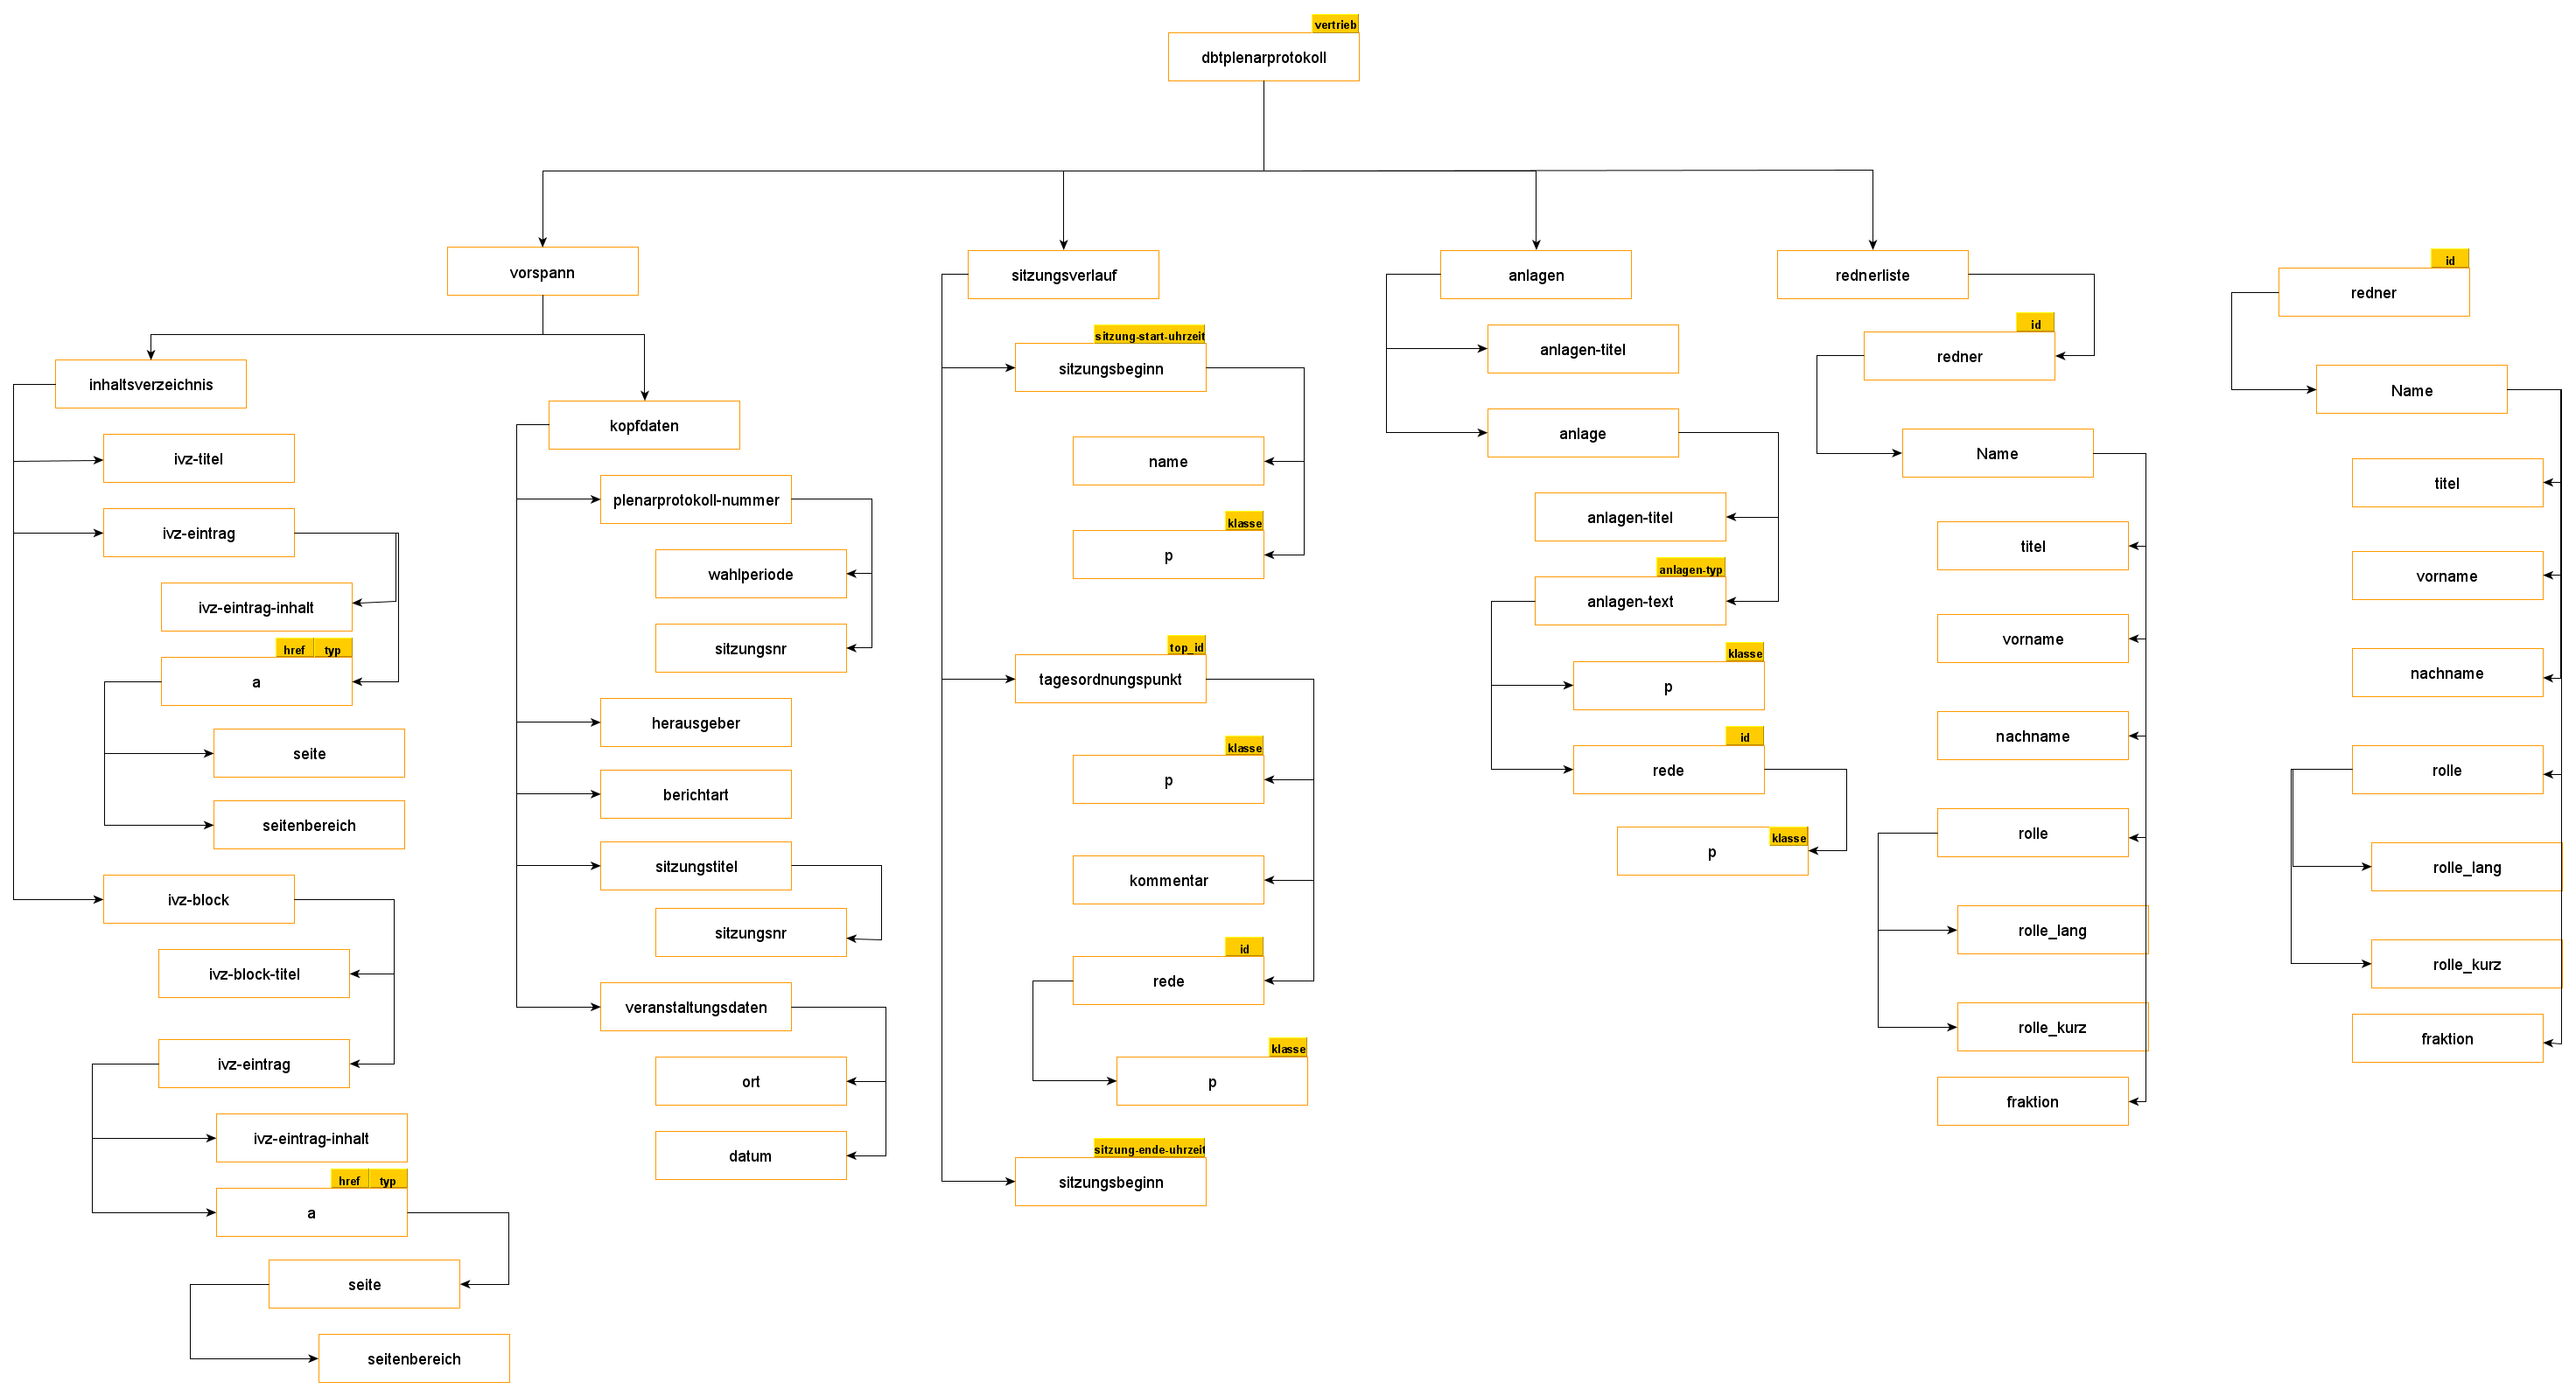 vertrieb
dbtplenarprotokoll
vorspann
inhaltsverzeichnis
ivz-titel
ivz-eintrag
ivz-eintrag-inhalt
href typ
a
seite
seitenbereich
ivz-block
ivz-block-titel
ivz-eintrag
ivz-eintrag-inhalt
href typ
a
seite
seitenbereich
kopfdaten
plenarprotokoll-nummer
wahlperiode
sitzungsnr
herausgeber
berichtart
sitzungstitel
sitzungsnr
veranstaltungsdaten
ort
datum
sitzungsverlauf
sitzung-start-uhrzeit
sitzungsbeginn
name
klasse
p
top_id
tagesordnungspunkt
klasse
p
kommentar
id
rede
klasse
p
sitzung-ende-uhrzeit
sitzungsbeginn
anlagen
anlagen-titel
anlage
anlagen-titel
anlagen-typ
anlagen-text
klasse
p
id
rede
klasse
p
rednerliste
id
redner
Name
titel
vorname
nachname
rolle
rolle_lang
rolle_kurz
fraktion
id
redner
Name
titel
vorname
nachname
rolle
rolle_lang
rolle_kurz
fraktion